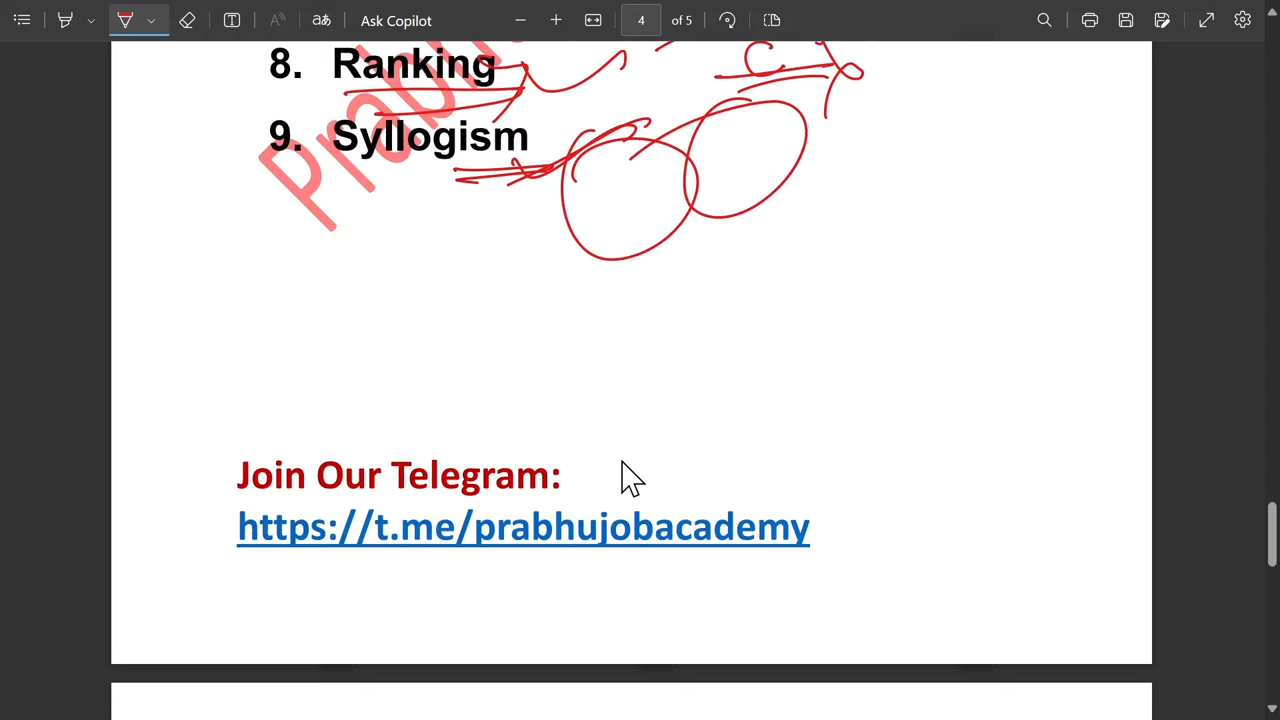 Ask Copilot
4 of 5
8. Ranking
9. Syllogism
Join Our Telegram:
https://t.me/prabhujobacademy